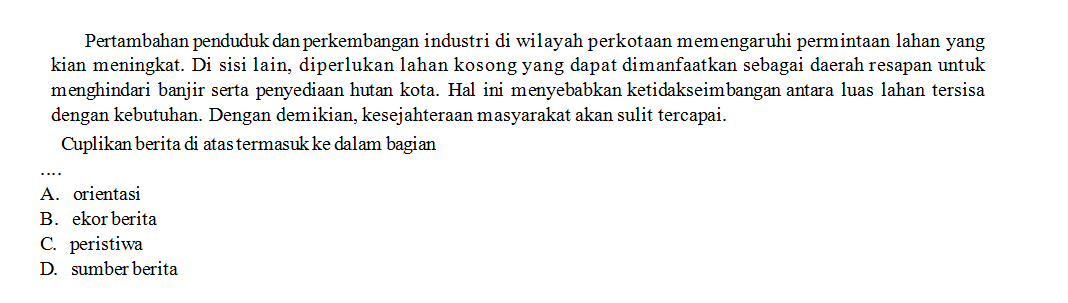 Pertambahan penduduk dan perkembangan industri di wilayah perkotaan memengaruhi permintaan lahan yang
kian meningkat. Di sisi lain, diperlukan lahan kosong yang dapat dimanfaatkan sebagai daerah resapan untuk
menghindari banjir serta penyediaan hutan kota. Hal ini menyebabkan ketidakseimbangan antara luas lahan tersisa
dengan kebutuhan. Dengan demikian, kesejahteraan masyarakat akan sulit tercapai.
Cuplikan berita di atas termasuk ke dalam bagian
....
A. orientasi
B. ekor berita
C. peristiwa
D. sumber berita